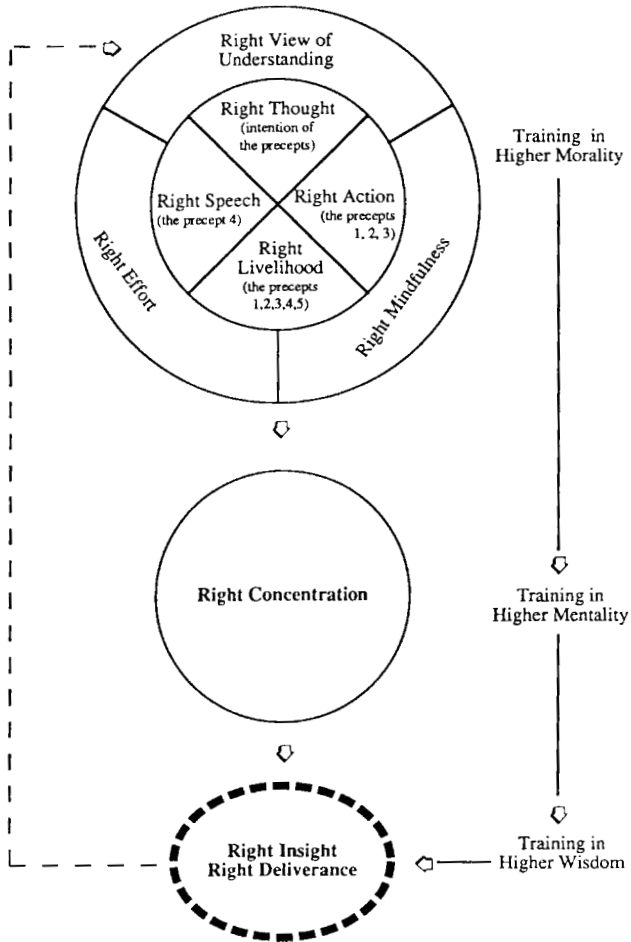 Right View of
Understanding
Right Thought
(intention of
the precepts)
Right Speech
(the precept 4)
Right Action
(the precepts
1, 2, 3)
Right
Livelihood
(the precepts
1,2,3,4,5)
Right Effort
Right Mindfulness
Training in
Higher Morality
Right Concentration
Training in
Higher Mentality
Right Insight
Right Deliverance
Training in
Higher Wisdom